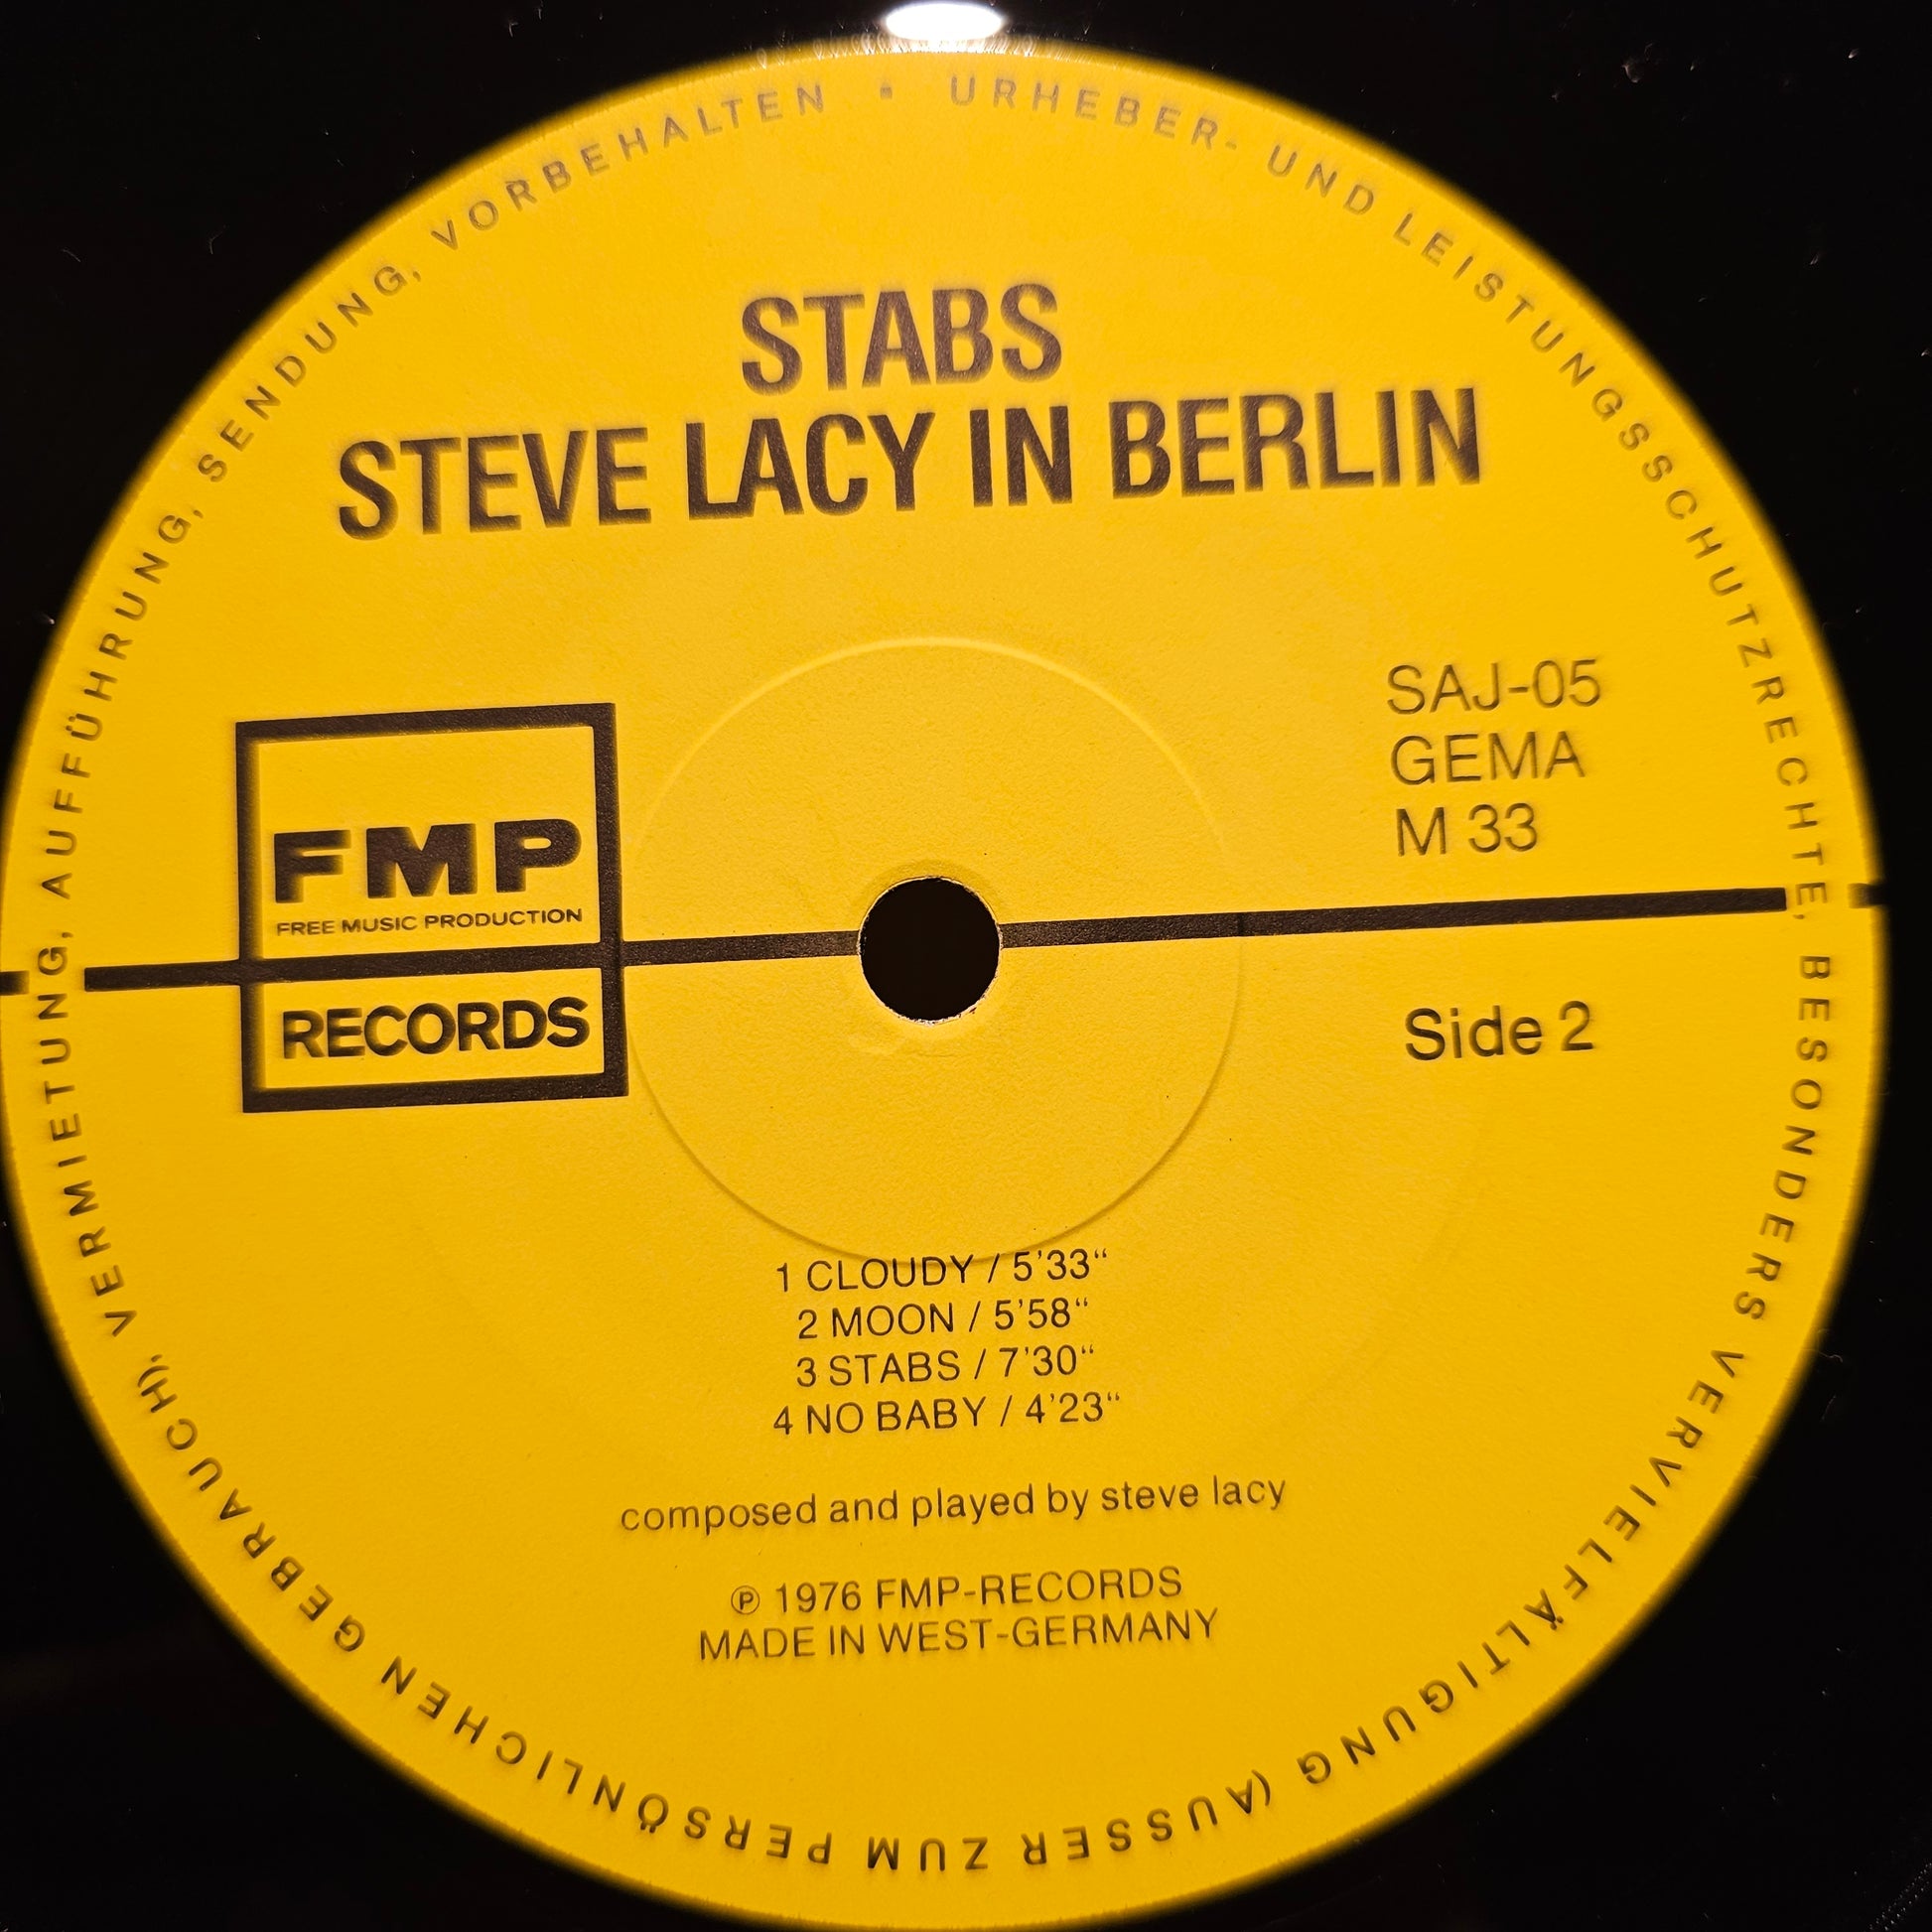 URHEBER- UND LEISTUNGSSCHUTZRECHTE, BESONDERS VERVIELFÄLTIGUNG (AUSSER ZUM PERSÖNLICHEN GEBRAUCH), VERMIETUNG, AUFFÜHRUNG, SENDUNG, VORBEHALTEN •
STABS
STEVE LACY IN BERLIN
SAJ-05
GEMA
M 33
FMP
FREE MUSIC PRODUCTION
RECORDS
Side 2
1 CLOUDY / 5'33“
2 MOON / 5'58“
3 STABS / 7'30“
4 NO BABY / 4'23“
composed and played by steve lacy
℗ 1976 FMP-RECORDS
MADE IN WEST-GERMANY